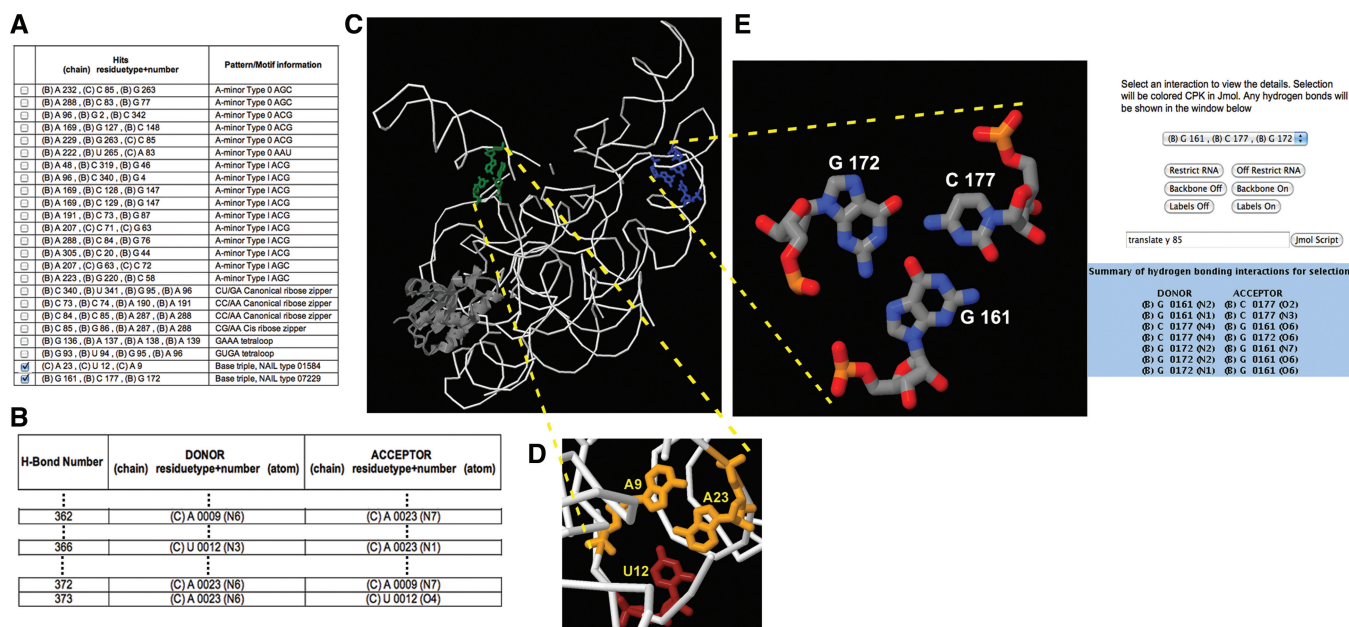 A
Hits
(chain) residuetype+number
Pattern/Motif information
(B) A 232 , (C) C 85 , (B) G 263 A-minor Type 0 AGC
(B) A 288 , (B) C 83 , (B) G 77 A-minor Type 0 AGC
(B) A 96 , (B) G 2 , (B) C 342 A-minor Type 0 AGC
(B) A 169 , (B) G 127 , (B) C 148 A-minor Type 0 AGC
(B) A 229 , (B) G 263 , (C) C 85 A-minor Type 0 AGC
(B) A 222 , (B) U 265 , (C) A 83 A-minor Type 0 AAU
(B) A 48 , (B) C 319 , (B) G 46 A-minor Type I ACG
(B) A 96 , (B) C 340 , (B) G 4 A-minor Type I ACG
(B) A 169 , (B) C 128 , (B) G 147 A-minor Type I ACG
(B) A 169 , (B) C 129 , (B) G 147 A-minor Type I ACG
(B) A 191 , (B) C 73 , (B) G 87 A-minor Type I ACG
(B) A 207 , (C) C 71 , (C) G 63 A-minor Type I ACG
(B) A 288 , (B) C 84 , (B) G 76 A-minor Type I ACG
(B) A 305 , (B) C 20 , (B) G 44 A-minor Type I ACG
(B) A 207 , (C) G 63 , (C) C 72 A-minor Type I AGC
(B) A 223 , (B) G 220 , (B) C 58 A-minor Type I AGC
(B) C 340 , (B) U 341 , (B) G 95 , (B) A 96 CU/GA Canonical ribose zipper
(B) C 73 , (B) C 74 , (B) A 190 , (B) A 191 CC/AA Canonical ribose zipper
(B) C 84 , (B) C 85 , (B) A 287 , (B) A 288 CC/AA Canonical ribose zipper
(B) C 85 , (B) G 86 , (B) A 287 , (B) A 288 CG/AA Cis ribose zipper
(B) G 136 , (B) A 137 , (B) A 138 , (B) A 139 GAAA tetraloop
(B) G 93 , (B) U 94 , (B) G 95 , (B) A 96 GUGA tetraloop
(C) A 23 , (C) U 12 , (C) A 9 Base triple, NAIL type 01584
(B) G 161 , (B) C 177 , (B) G 172 Base triple, NAIL type 07229
B
H-Bond Number
DONOR
(chain) residuetype+number (atom)
ACCEPTOR
(chain) residuetype+number (atom)
362 (C) A 0009 (N6) (C) A 0023 (N7)
366 (C) U 0012 (N3) (C) A 0023 (N1)
372 (C) A 0023 (N6) (C) A 0009 (N7)
373 (C) A 0023 (N6) (C) U 0012 (O4)
C
D
A9
A23
U12
E
G 172
C 177
G 161
Select an interaction to view the details. Selection
will be colored CPK in Jmol. Any hydrogen bonds will
be shown in the window below
(B) G 161 , (B) C 177 , (B) G 172
Restrict RNA Off Restrict RNA
Backbone Off Backbone On
Labels Off Labels On
translate y 85 Jmol Script
Summary of hydrogen bonding interactions for selection
DONOR ACCEPTOR
(B) G 0161 (N2) (B) C 0177 (O2)
(B) G 0161 (N1) (B) C 0177 (N3)
(B) C 0177 (N4) (B) G 0161 (O6)
(B) C 0177 (N4) (B) G 0172 (O6)
(B) G 0172 (N2) (B) G 0161 (N7)
(B) G 0172 (N2) (B) G 0161 (O6)
(B) G 0172 (N1) (B) G 0161 (O6)